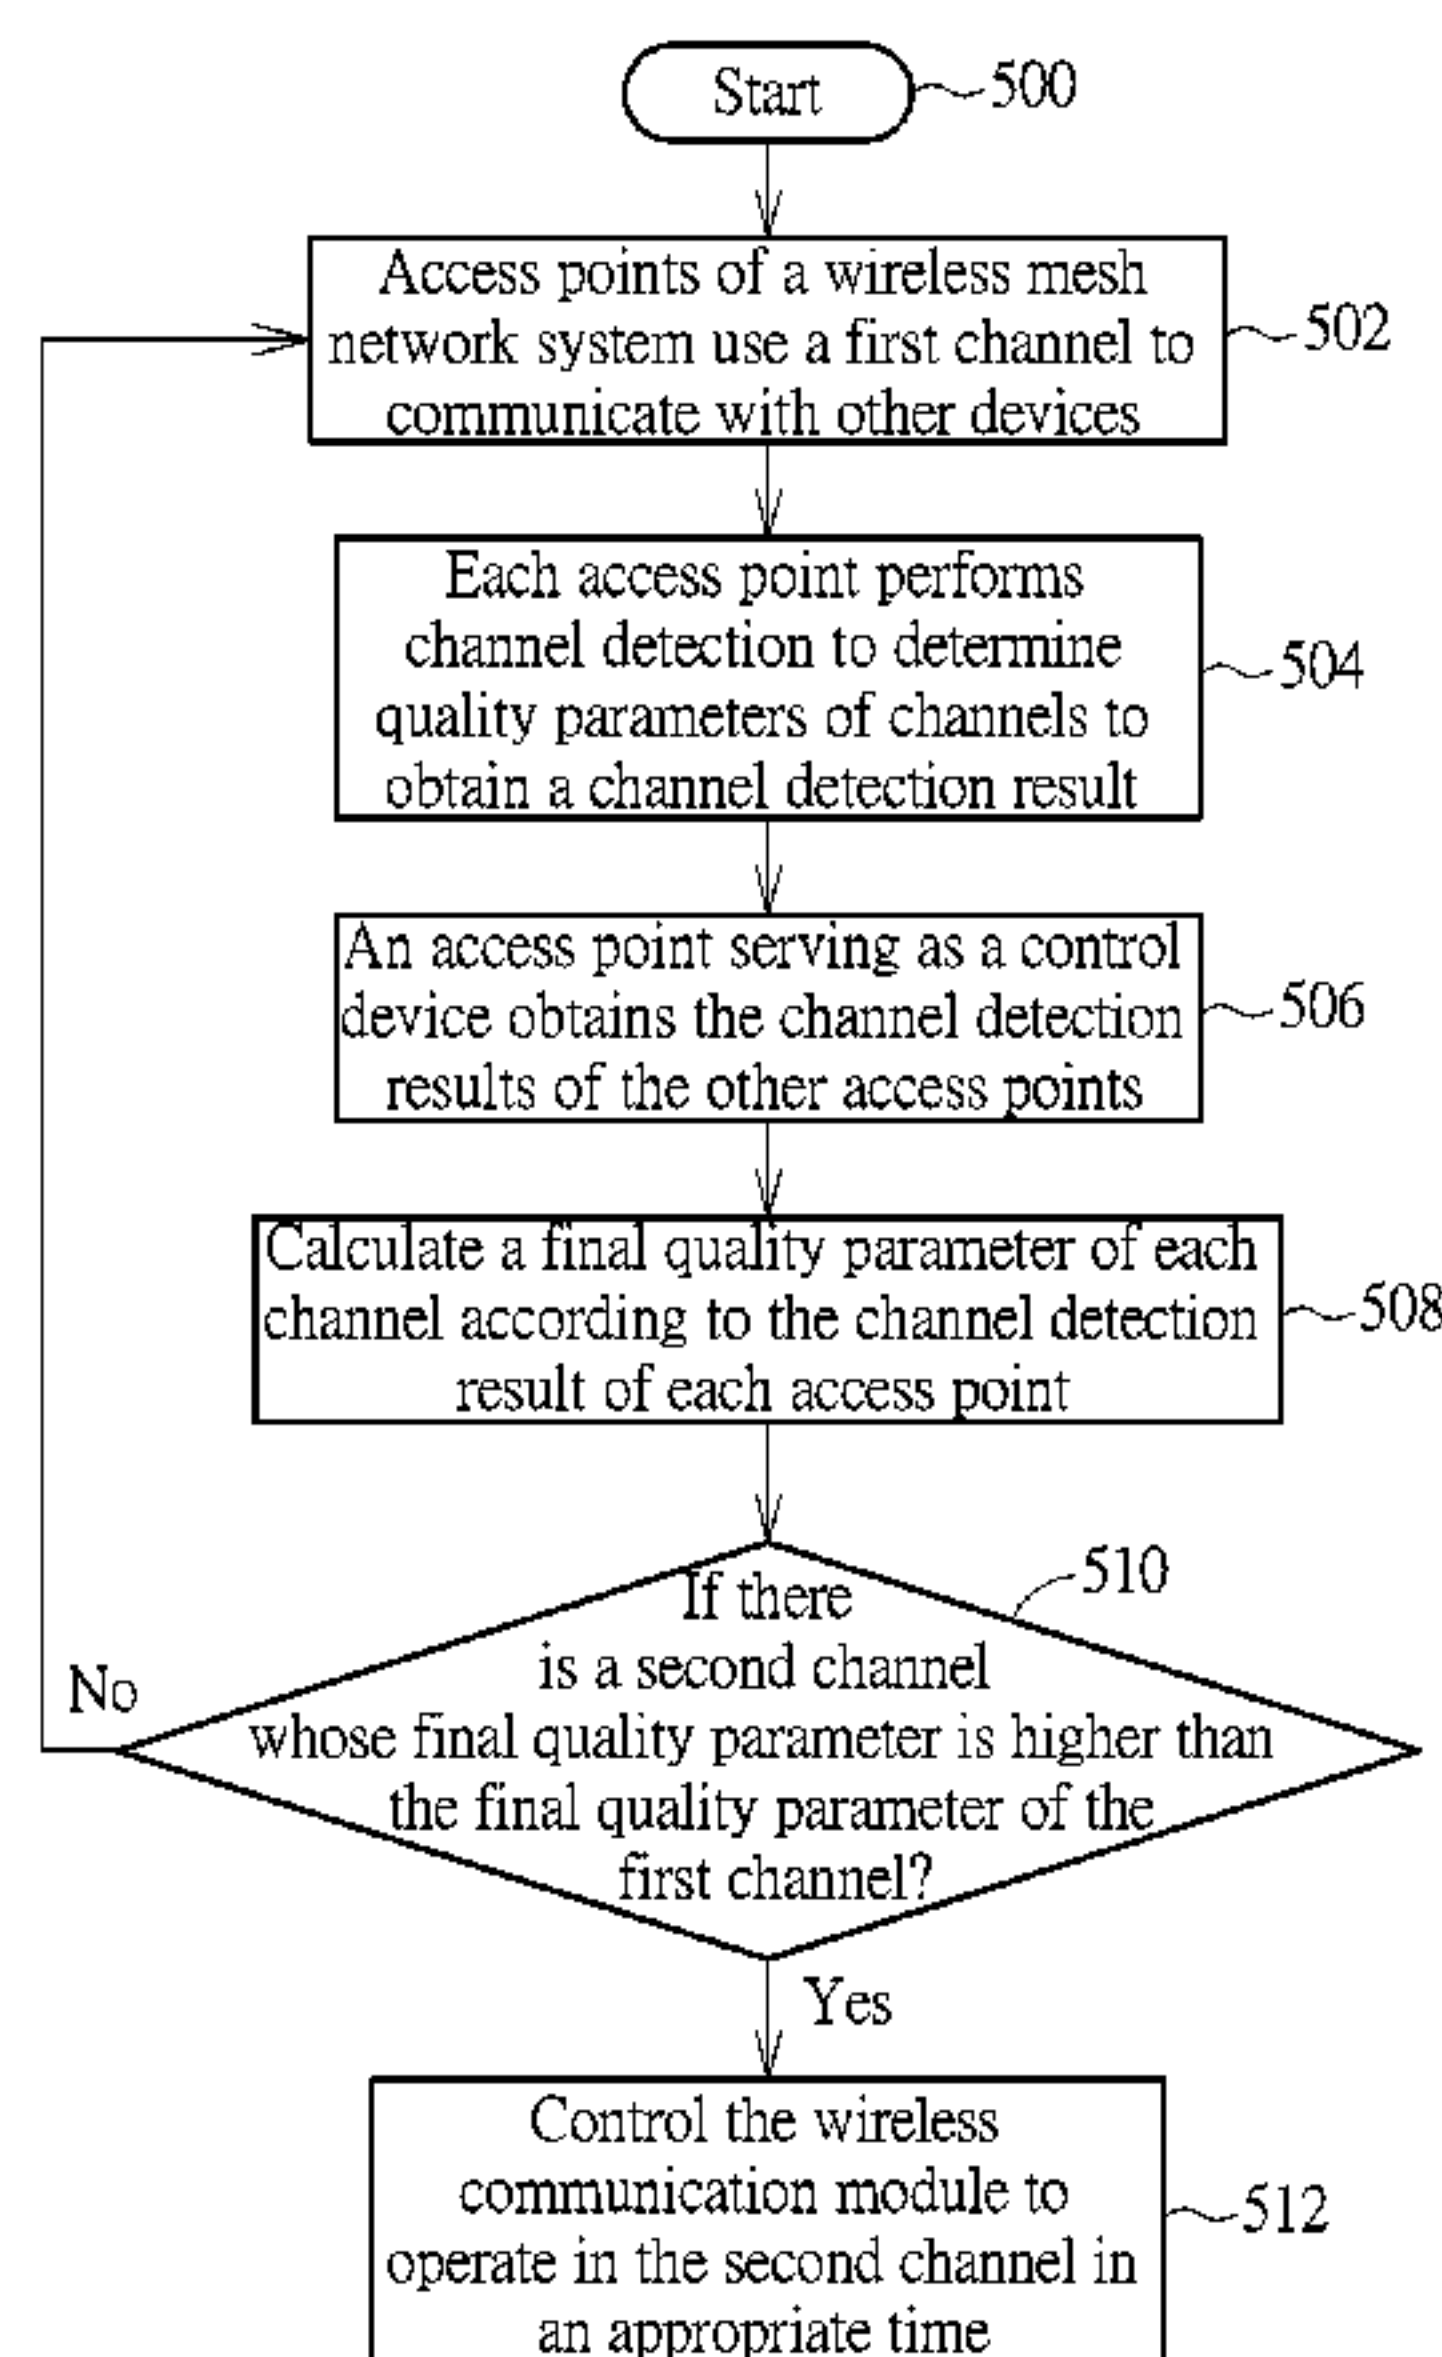 Start
500
Access points of a wireless mesh
network system use a first channel to
communicate with other devices
502
Each access point performs
channel detection to determine
quality parameters of channels to
obtain a channel detection result
504
An access point serving as a control
device obtains the channel detection
results of the other access points
506
Calculate a final quality parameter of each
channel according to the channel detection
result of each access point
508
If there
is a second channel
whose final quality parameter is higher than
the final quality parameter of the
first channel?
510
No
Yes
Control the wireless
communication module to
operate in the second channel in
an appropriate time
512